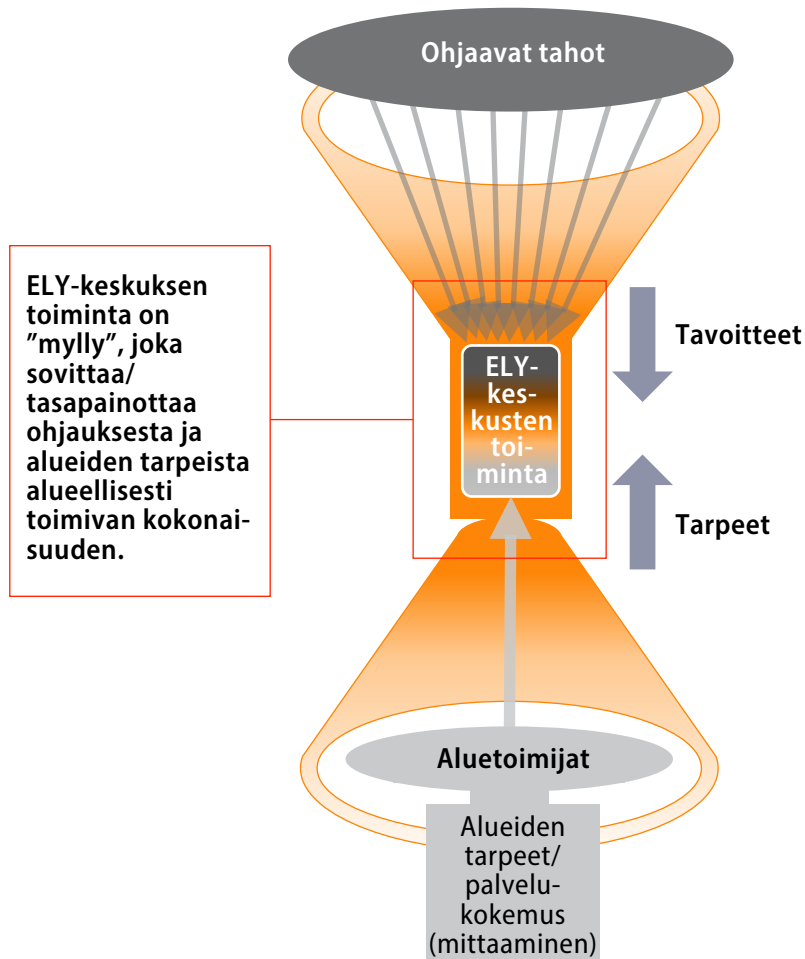 Ohjaavat tahot
ELY-keskuksen
toiminta on
”mylly”, joka
sovittaa/
tasapainottaa
ohjauksesta ja
alueiden tarpeista
alueellisesti
toimivan kokonai-
suuden.
ELY-
kes-
kusten
toi-
minta
Tavoitteet
Tarpeet
Aluetoimijat
Alueiden
tarpeet/
palvelu-
kokemus
(mittaaminen)